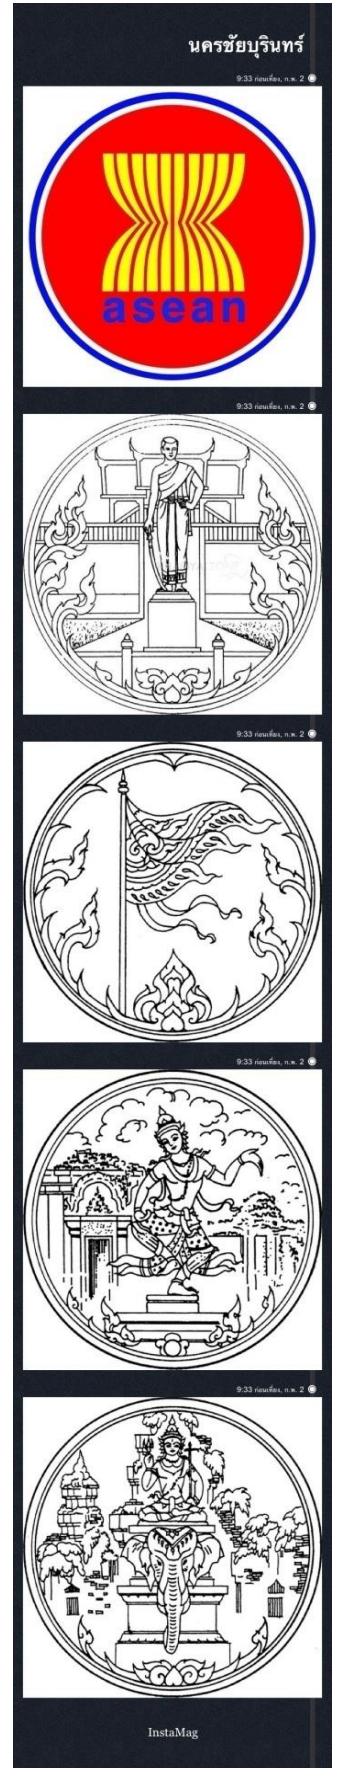 นครชัยบุรินทร์
9:33 ก่อนเที่ยง, ก.พ. 2
asean
9:33 ก่อนเที่ยง, ก.พ. 2
9:33 ก่อนเที่ยง, ก.พ. 2
9:33 ก่อนเที่ยง, ก.พ. 2
9:33 ก่อนเที่ยง, ก.พ. 2
InstaMag